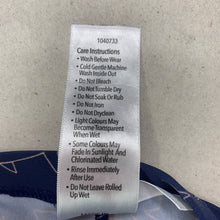 1040733
Care Instructions
• Wash Before Wear
• Cold Gentle Machine
Wash Inside Out
• Do Not Bleach
• Do Not Tumble Dry
• Do Not Soak Or Rub
• Do Not Iron
• Do Not Dryclean
• Light Colours May
Become Transparent
When Wet
• Some Colours May
Fade in Sunlight And
Chlorinated Water
• Rinse Immediately
After Use
• Do Not Leave Rolled
Up Wet